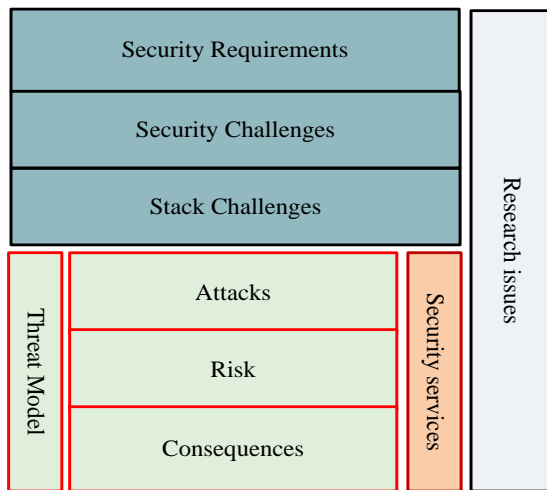 Security Requirements
Security Challenges
Stack Challenges
Threat Model
Attacks
Risk
Consequences
Security services
Research issues